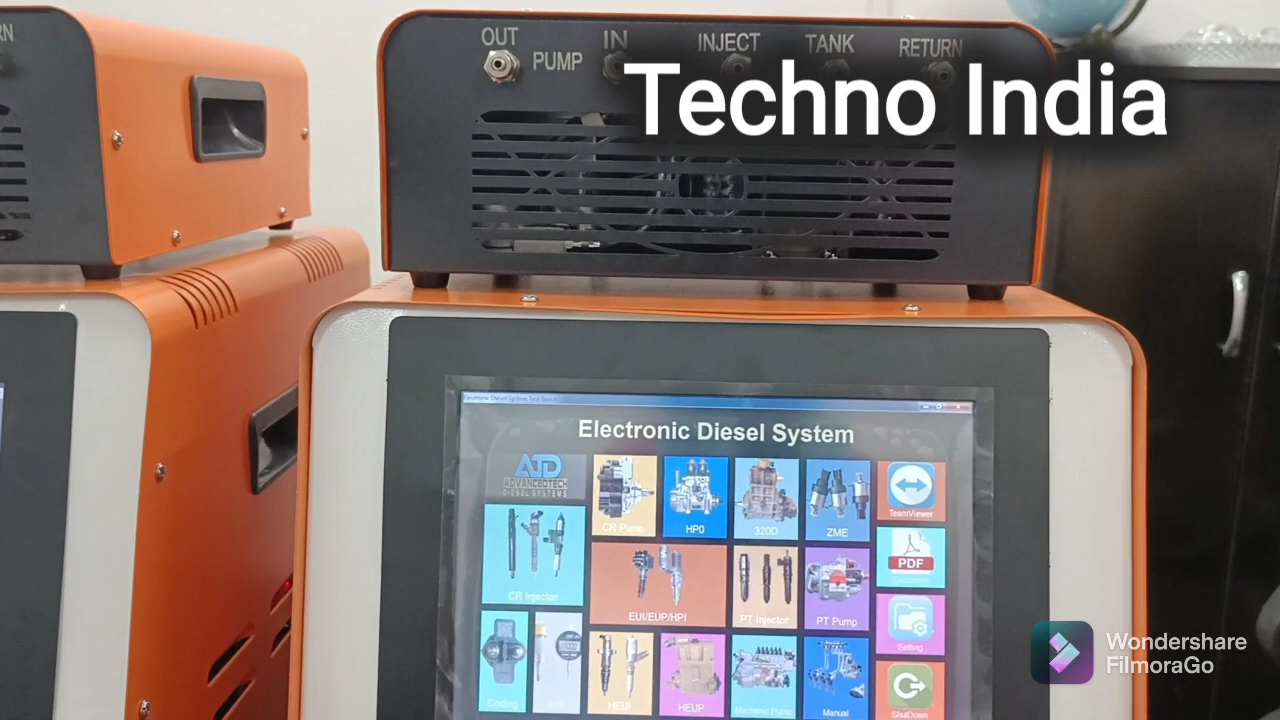 RN
OUT
PUMP
IN
INJECT
TANK
RETURN
Techno India
Electronic Diesel System
ATD
ADVANCEDTECH
DIESEL SYSTEMS
CR Pump
HP0
320D
ZME
TeamViewer
PDF
CR Injector
EUI/EUP/HPI
PT Injector
PT Pump
Setting
Coding
HEUI
HEUP
Mechanic Pump
Manual
ShutDown
Wondershare
FilmoraGo